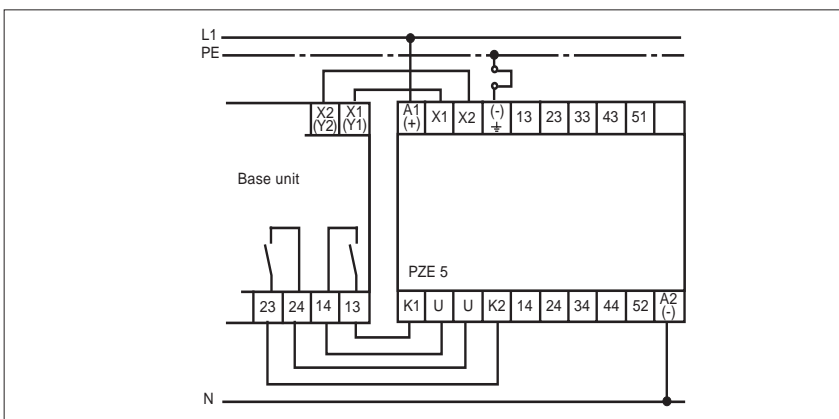 L1
PE
X2 X1 A1 X1 X2 (-) 13 23 33 43 51
(Y2) (Y1) (+)
Base unit
PZE 5
23 24 14 13 K1 U U K2 14 24 34 44 52 A2
(-)
N